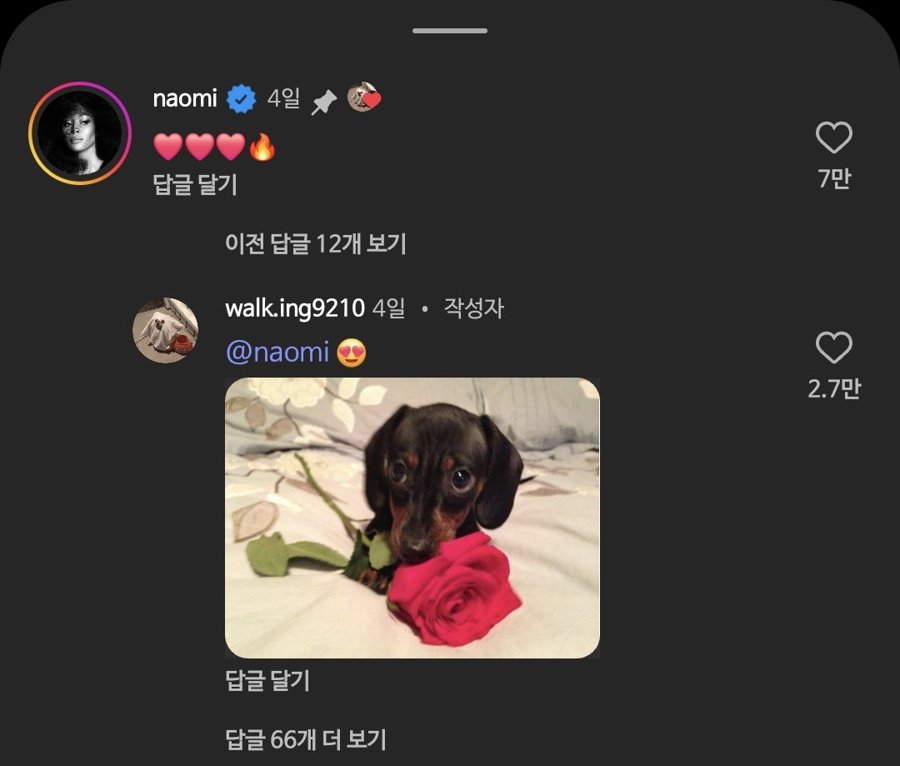 naomi 4일
❤️❤️❤️🔥
답글 달기
7만
이전 답글 12개 보기
walk.ing9210 4일 • 작성자
@naomi 😍
2.7만
답글 달기
답글 66개 더 보기